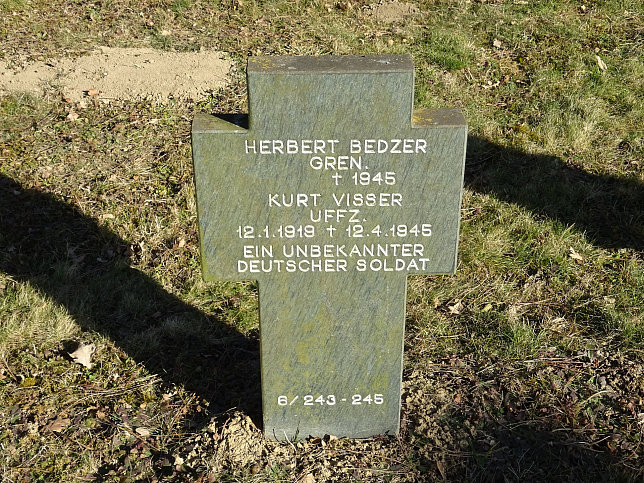 HERBERT BEDZER
GREN.
† 1945
KURT VISSER
UFFZ.
12.1.1919 † 12.4.1945
EIN UNBEKANNTER
DEUTSCHER SOLDAT
6/243-245